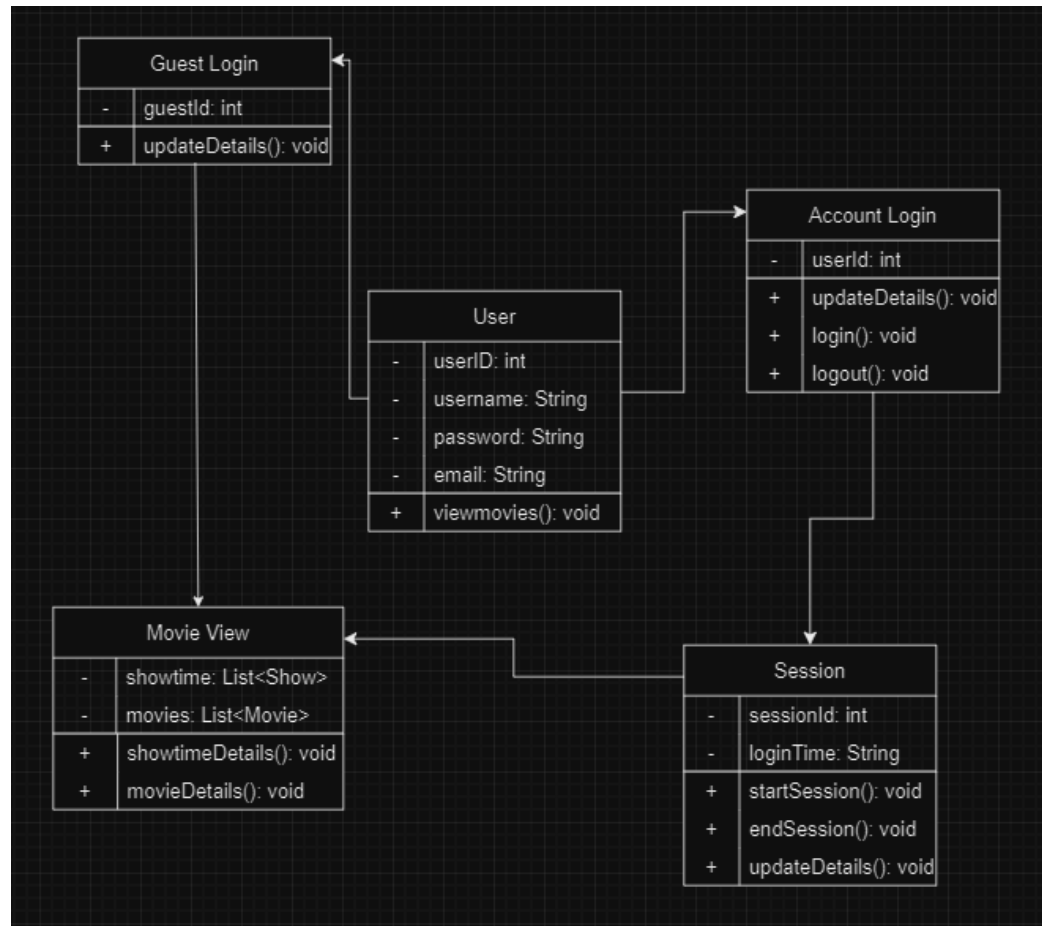 Guest Login
- guestId: int
+ updateDetails(): void
Account Login
- userId: int
+ updateDetails(): void
+ login(): void
+ logout(): void
User
- userID: int
- username: String
- password: String
- email: String
+ viewmovies(): void
Movie View
- showtime: List<Show>
- movies: List<Movie>
+ showtimeDetails(): void
+ movieDetails(): void
Session
- sessionId: int
- loginTime: String
+ startSession(): void
+ endSession(): void
+ updateDetails(): void